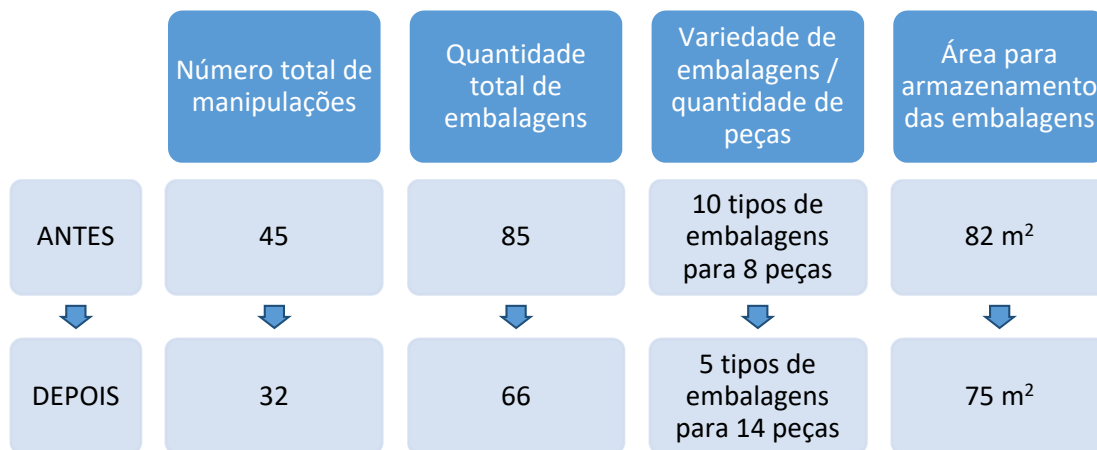 Número total de
manipulações
Quantidade
total de
embalagens
Variedade de
embalagens /
quantidade de
peças
Área para
armazenamento
das embalagens
ANTES
45
85
10 tipos de
embalagens
para 8 peças
82 m²
DEPOIS
32
66
5 tipos de
embalagens
para 14 peças
75 m²